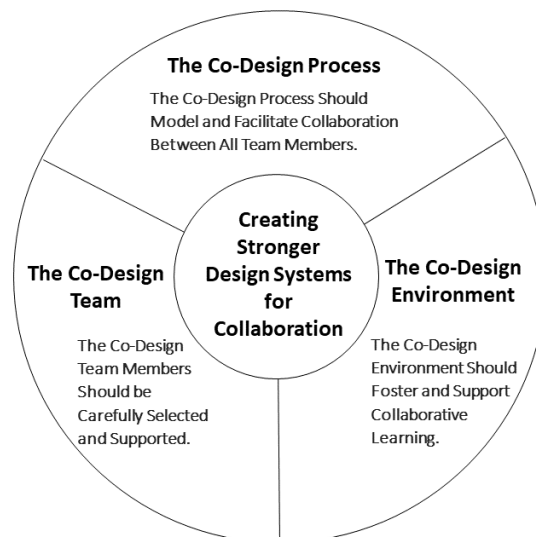 The Co-Design Process
The Co-Design Process Should
Model and Facilitate Collaboration
Between All Team Members.
Creating
Stronger
Design Systems
for
Collaboration
The Co-Design
Team
The Co-Design
Team Members
Should be
Carefully Selected
and Supported.
The Co-Design
Environment
The Co-Design
Environment Should
Foster and Support
Collaborative
Learning.